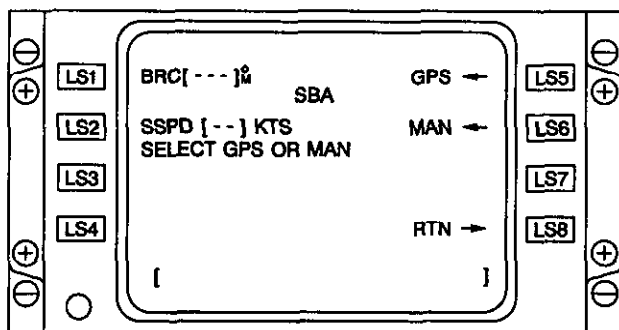 LS1 BRC[ - - - ]°M GPS ← LS5
SBA
LS2 SSPD [ - - ] KTS MAN ← LS6
SELECT GPS OR MAN
LS3 LS7
LS4 RTN → LS8
[ ]